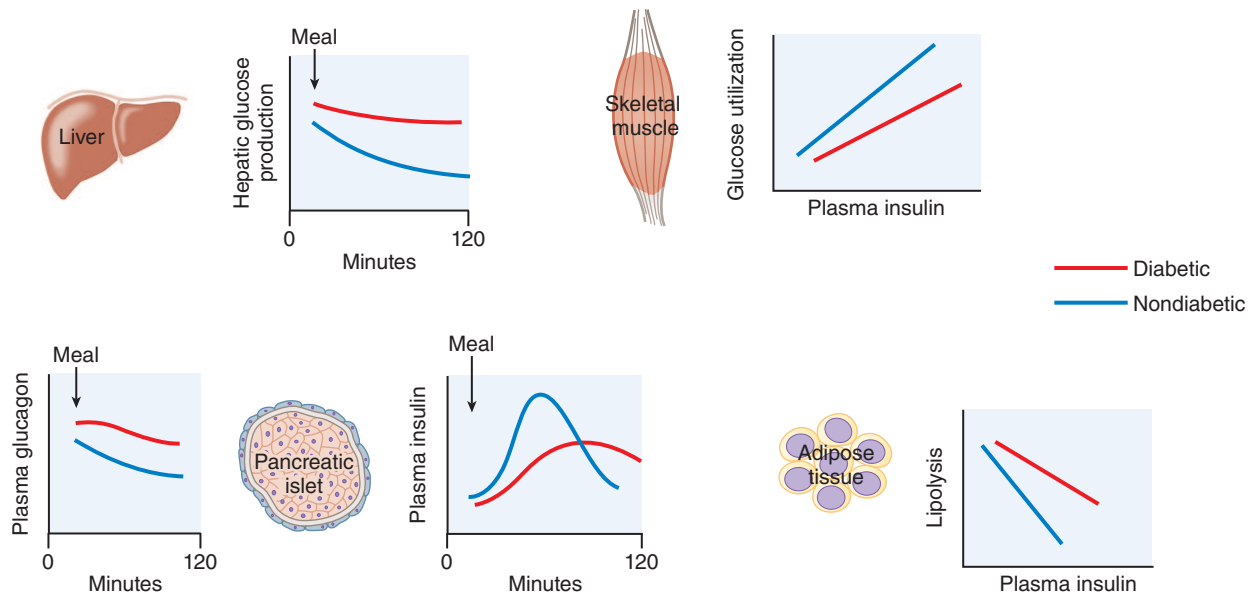 Liver
Meal
Hepatic glucose
production
0
120
Minutes
Skeletal
muscle
Glucose utilization
Plasma insulin
Diabetic
Nondiabetic
Meal
Plasma glucagon
0
120
Minutes
Pancreatic
islet
Meal
Plasma insulin
0
120
Minutes
Adipose
tissue
Lipolysis
Plasma insulin